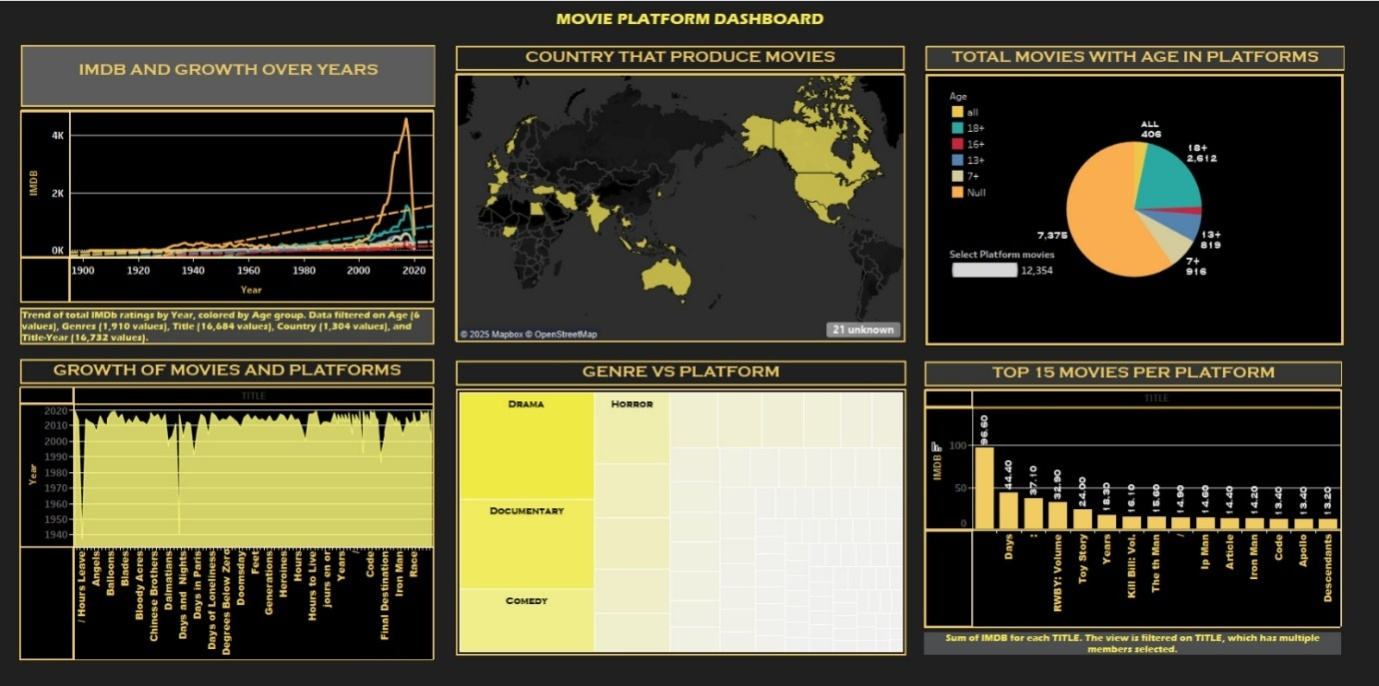 MOVIE PLATFORM DASHBOARD
IMDB AND GROWTH OVER YEARS
4K
2K
0K
IMDB
1900
1920
1940
1960
1980
2000
2020
Year
Trend of total IMDb ratings by Year, colored by Age group. Data filtered on Age (6
values), Genres (1,910 values), Title (16,684 values), Country (1,304 values), and
Title-Year (16,732 values).
COUNTRY THAT PRODUCE MOVIES
© 2025 Mapbox © OpenStreetMap
21 unknown
TOTAL MOVIES WITH AGE IN PLATFORMS
Age
all
18+
16+
13+
7+
Null
Select Platform movies
12,354
ALL
406
18+
2,612
13+
819
7+
916
7,375
GROWTH OF MOVIES AND PLATFORMS
TITLE
2020
2010
2000
1990
1980
1970
1960
1950
1940
Year
/ Hours Leave
Angels
Balloons
Blades
Bloody Acres
Chinese Brothers
Dalmatians
Days and Nights
Days in Paris
Days of Loneliness
Degrees Below Zero
Doomsday
Feet
Generations
Heroines
Hours
Hours to Live
jours en or
Years
/
Code
Final Destination
Iron Man
Race
GENRE VS PLATFORM
DRAMA
DOCUMENTARY
COMEDY
HORROR
TOP 15 MOVIES PER PLATFORM
TITLE
IMDB
100
50
0
96.60
44.40
37.10
32.90
24.00
18.30
16.10
15.60
14.90
14.60
14.40
14.20
13.40
13.40
13.20
Days
:
RWBY: Volume
Toy Story
Years
Kill Bill: Vol.
The th Man
/
Ip Man
Article
Iron Man
Code
Apollo
Descendants
Sum of IMDB for each TITLE. The view is filtered on TITLE, which has multiple
members selected.